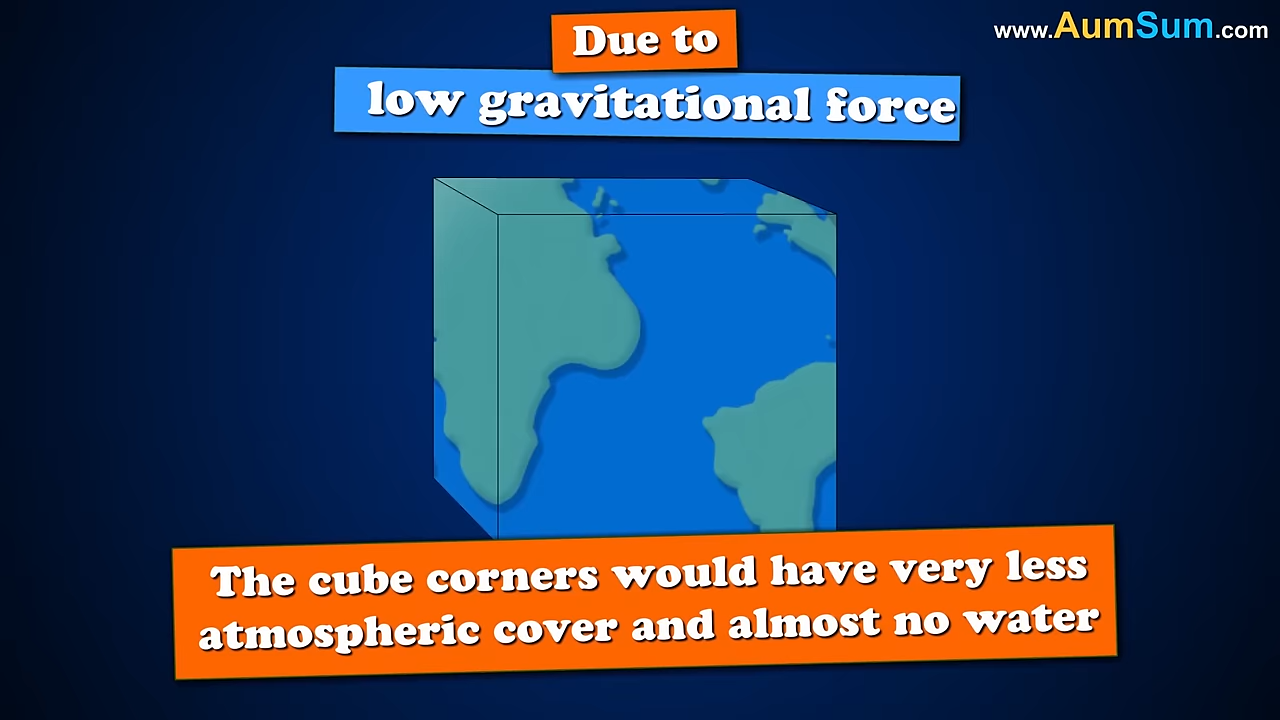 www.AumSum.com
Due to
low gravitational force
The cube corners would have very less
atmospheric cover and almost no water